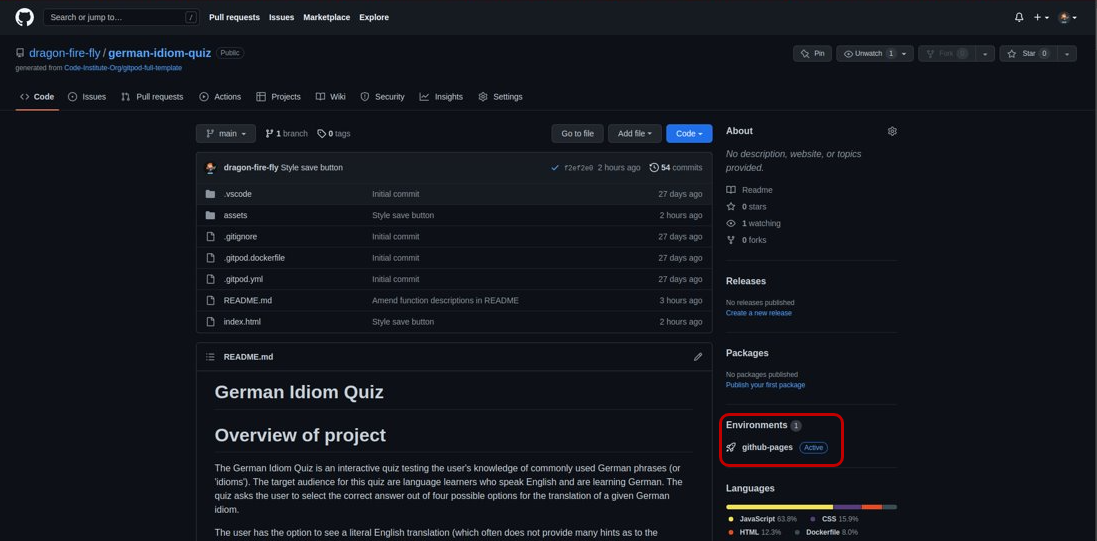 Search or jump to… / Pull requests Issues Marketplace Explore
dragon-fire-fly / german-idiom-quiz Public Pin Unwatch 1 Fork 0 Star 0
generated from Code-Institute-Org/gitpod-full-template
Code Issues Pull requests Actions Projects Wiki Security Insights Settings
main 1 branch 0 tags Go to file Add file Code
dragon-fire-fly Style save button f2ef2e0 2 hours ago 54 commits
.vscode Initial commit 27 days ago
assets Style save button 2 hours ago
.gitignore Initial commit 27 days ago
.gitpod.dockerfile Initial commit 27 days ago
.gitpod.yml Initial commit 27 days ago
README.md Amend function descriptions in README 3 hours ago
index.html Style save button 2 hours ago
README.md
German Idiom Quiz
Overview of project
The German Idiom Quiz is an interactive quiz testing the user's knowledge of commonly used German phrases (or
'idioms'). The target audience for this quiz are language learners who speak English and are learning German. The
quiz asks the user to select the correct answer out of four possible options for the translation of a given German
idiom.
The user has the option to see a literal English translation (which often does not provide many hints as to the
About
No description, website, or topics
provided.
Readme
0 stars
1 watching
0 forks
Releases
No releases published
Create a new release
Packages
No packages published
Publish your first package
Environments 1
github-pages Active
Languages
JavaScript 63.8% CSS 15.9%
HTML 12.3% Dockerfile 8.0%